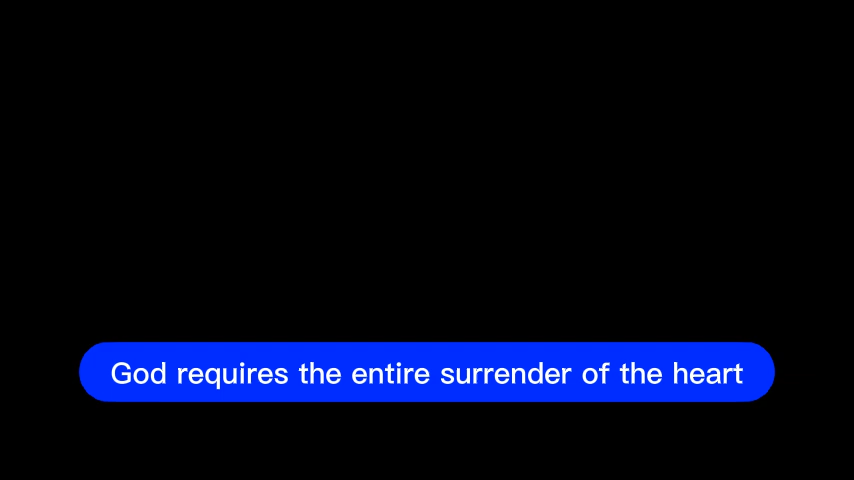 God requires the entire surrender of the heart